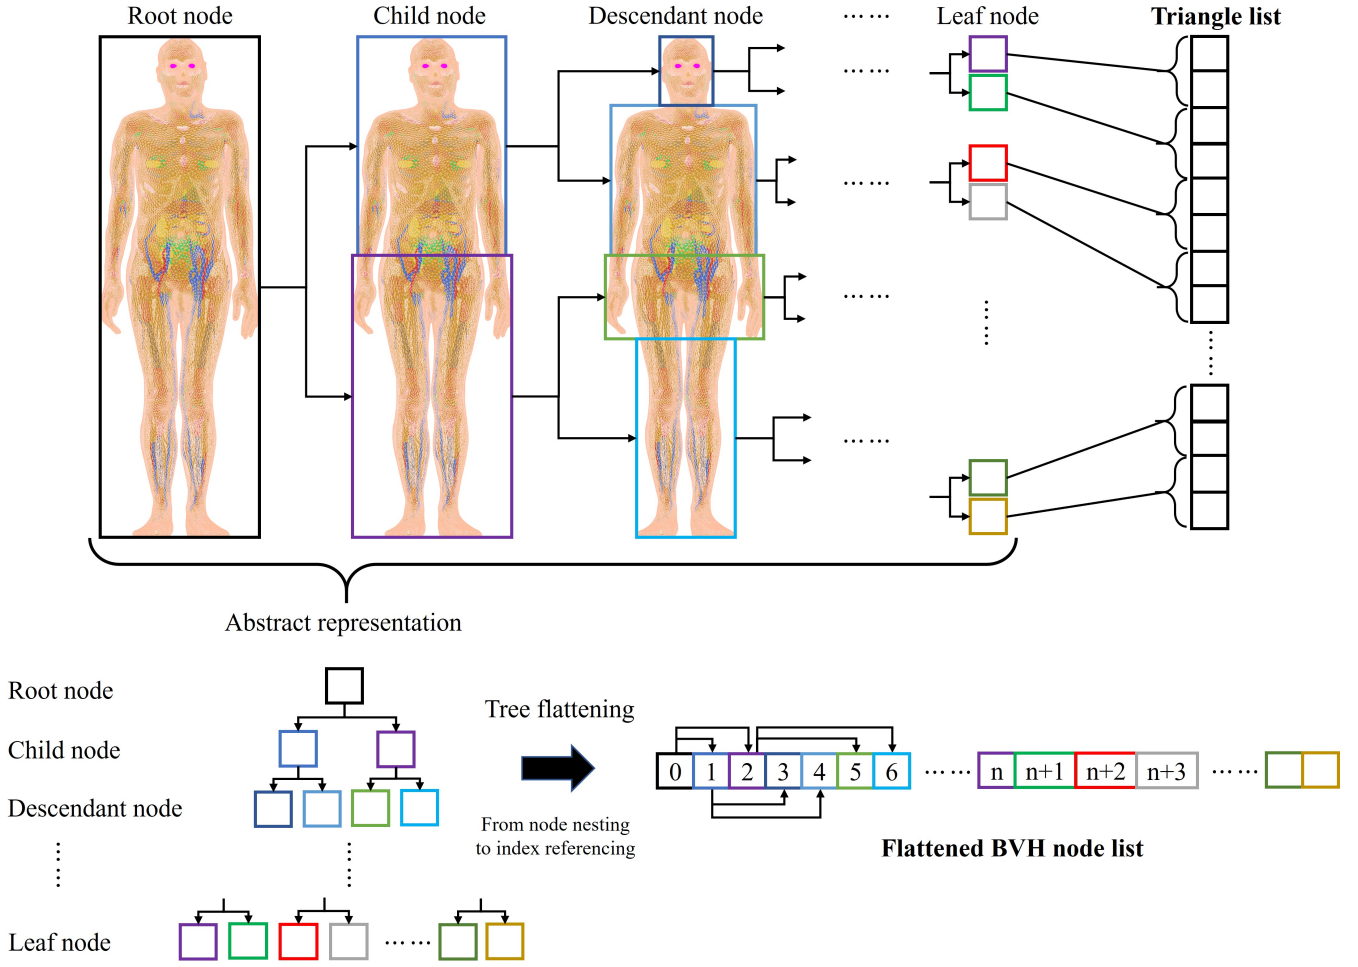 Root node
Child node
Descendant node
…… 
Leaf node
Triangle list
……
……
……
……
Abstract representation
Root node
Child node
Descendant node
Leaf node
……
Tree flattening
From node nesting
to index referencing
0 1 2 3 4 5 6 …… n n+1 n+2 n+3 ……
Flattened BVH node list